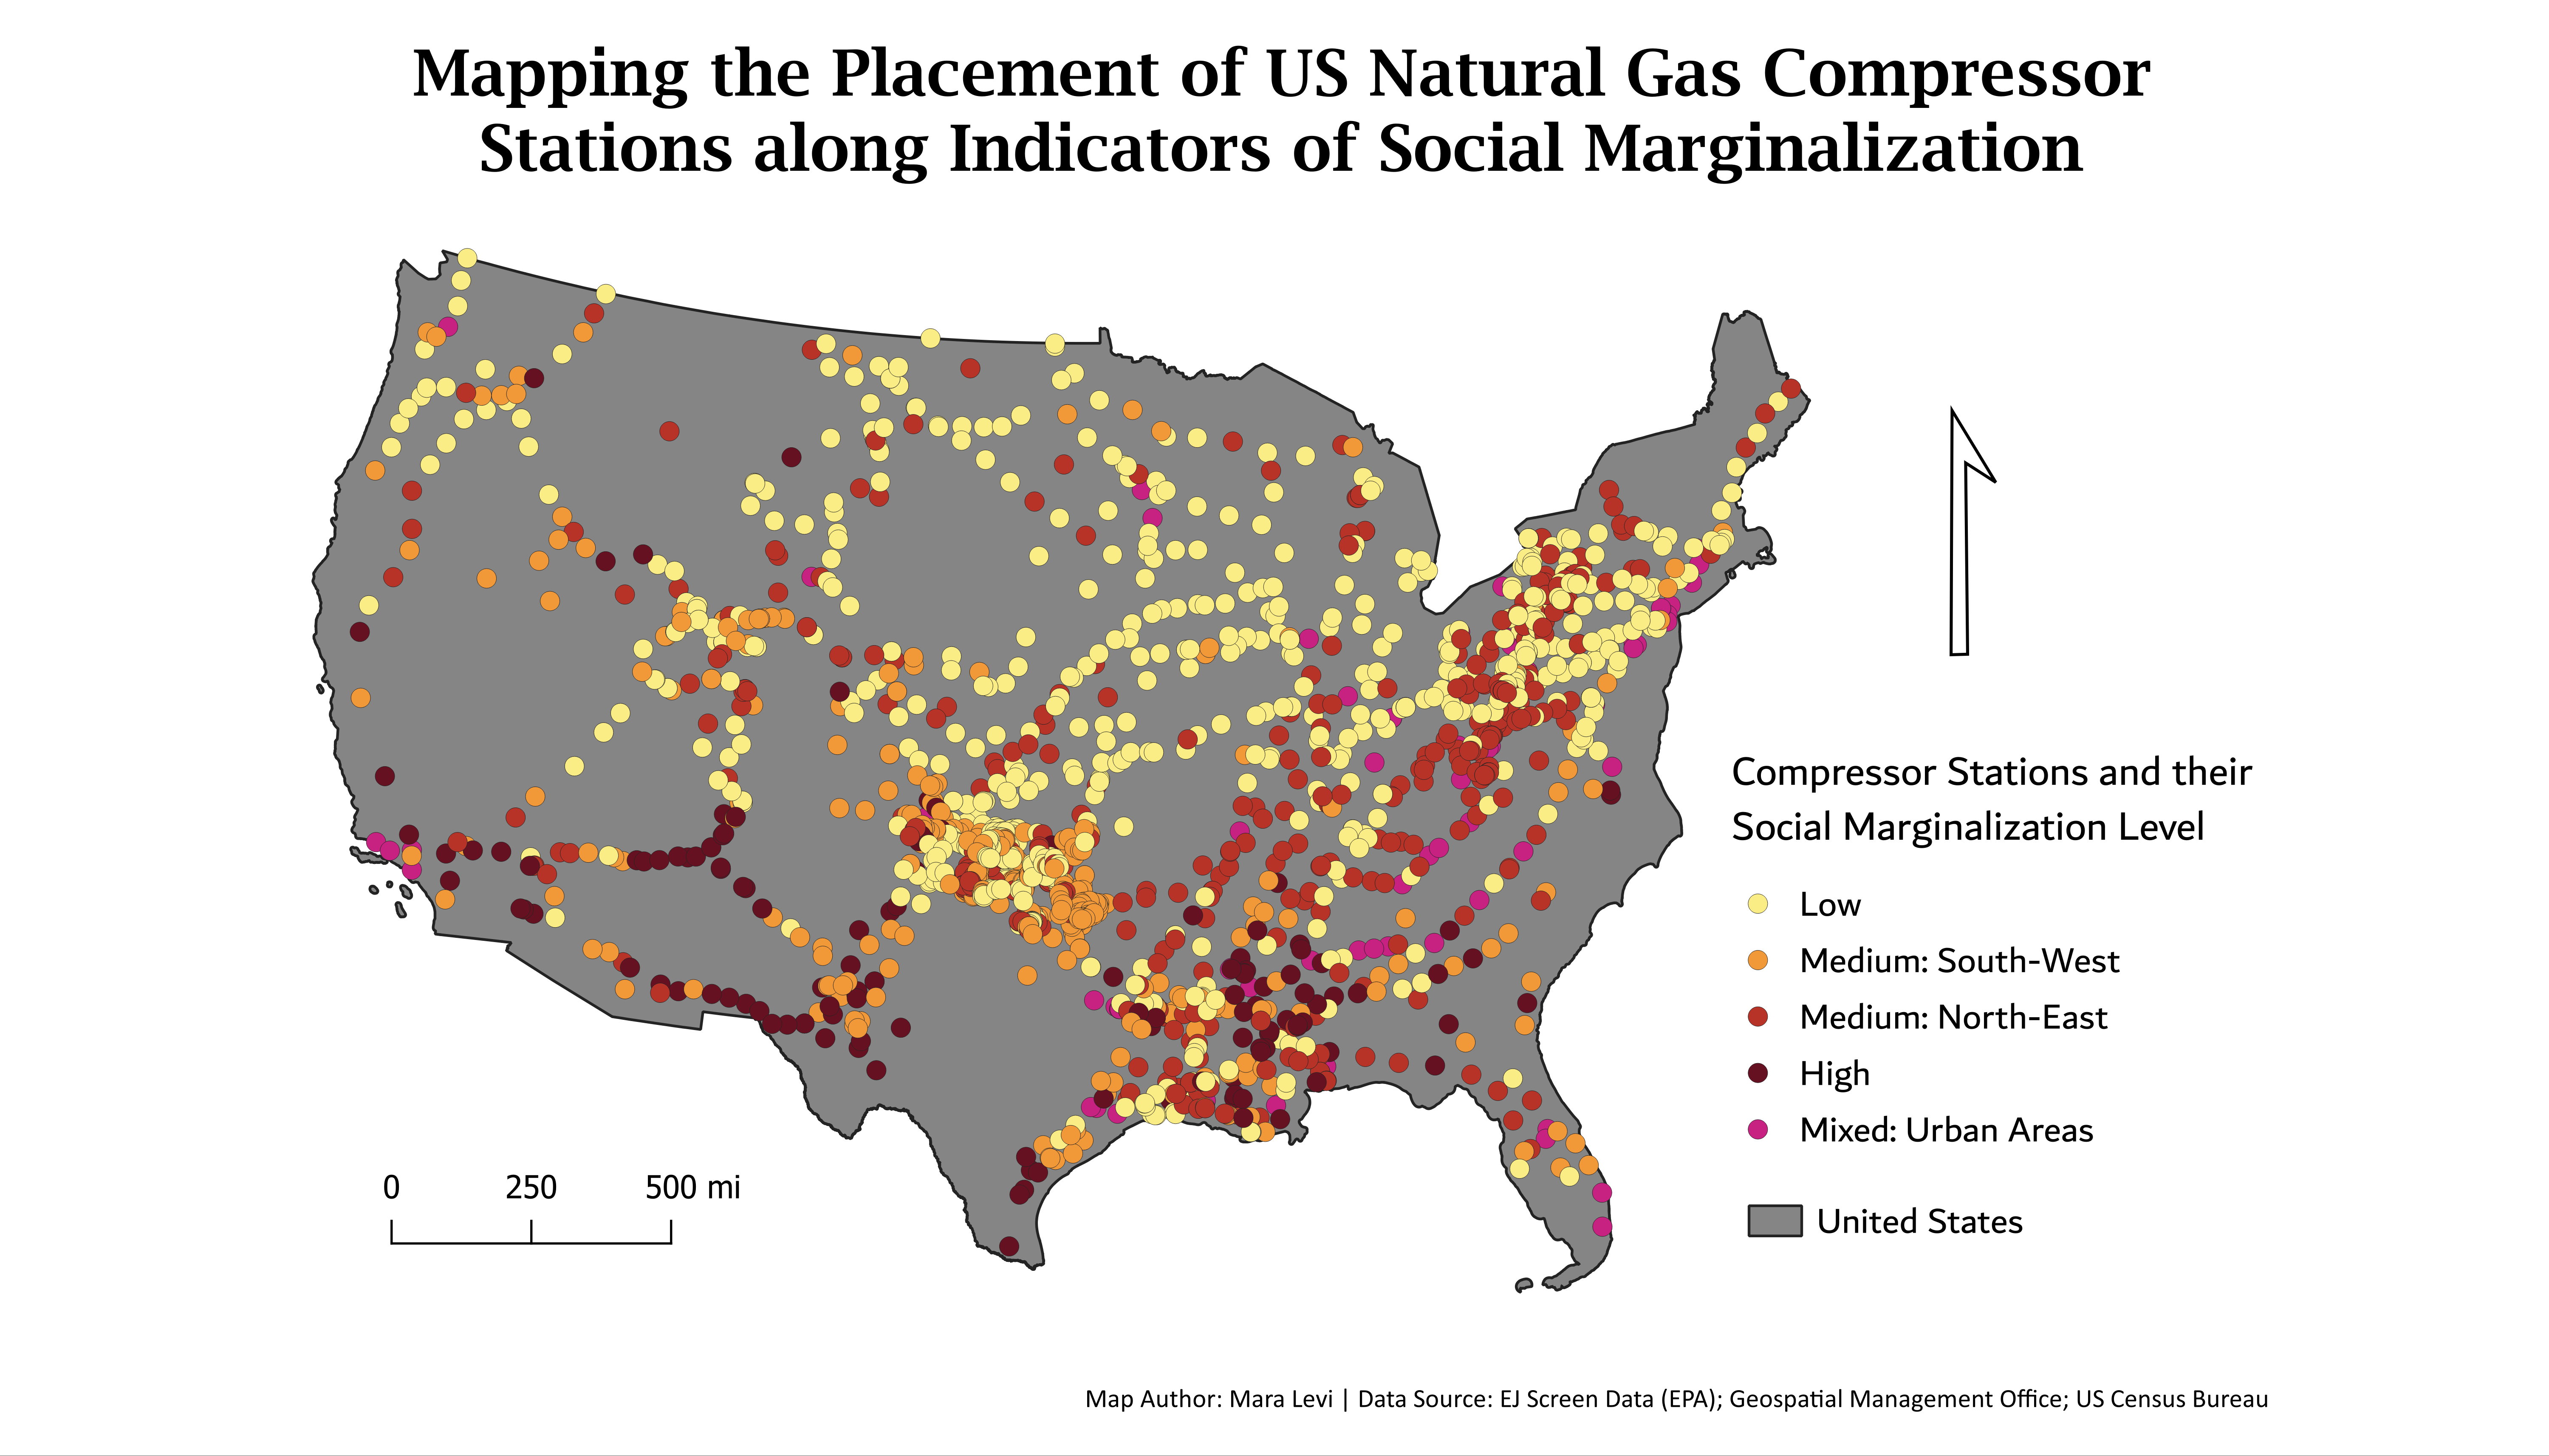 Mapping the Placement of US Natural Gas Compressor
Stations along Indicators of Social Marginalization
Compressor Stations and their
Social Marginalization Level
Low
Medium: South-West
Medium: North-East
High
Mixed: Urban Areas
United States
0 250 500 mi
Map Author: Mara Levi | Data Source: EJ Screen Data (EPA); Geospatial Management Office; US Census Bureau